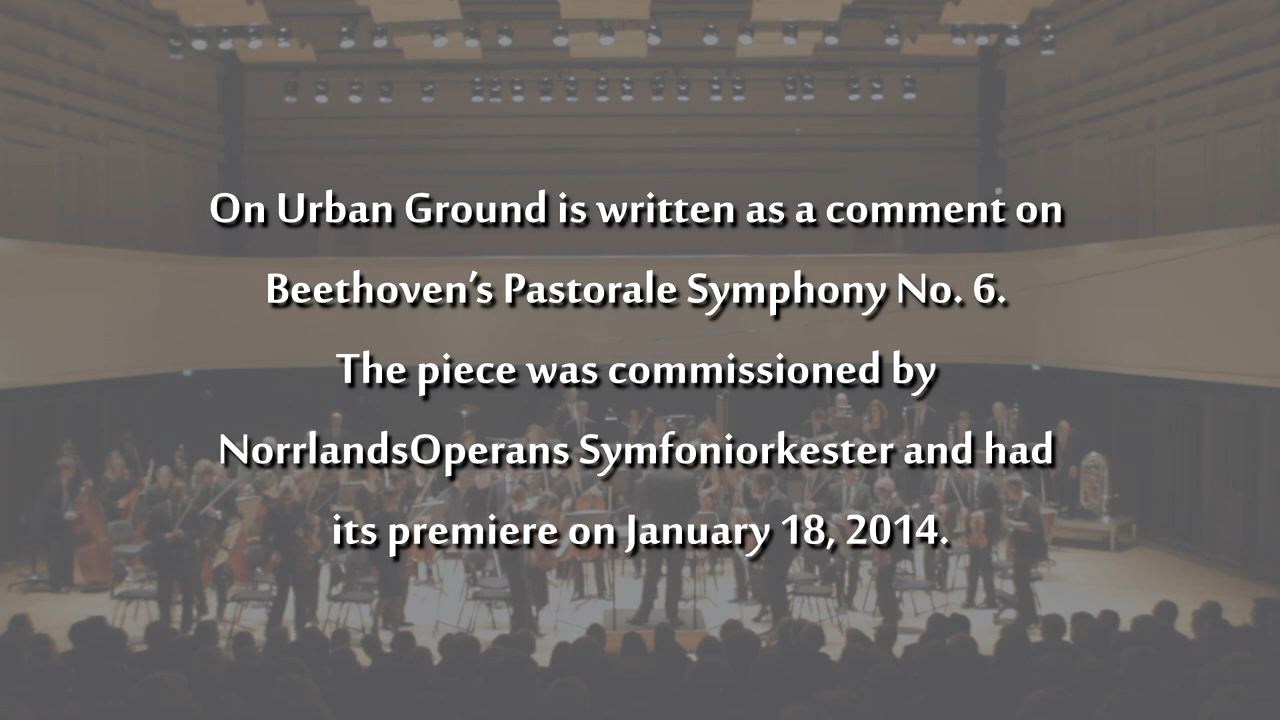 On Urban Ground is written as a comment on
Beethoven's Pastorale Symphony No. 6.
The piece was commissioned by
NorrlandsOperans Symfoniorkester and had
its premiere on January 18, 2014.